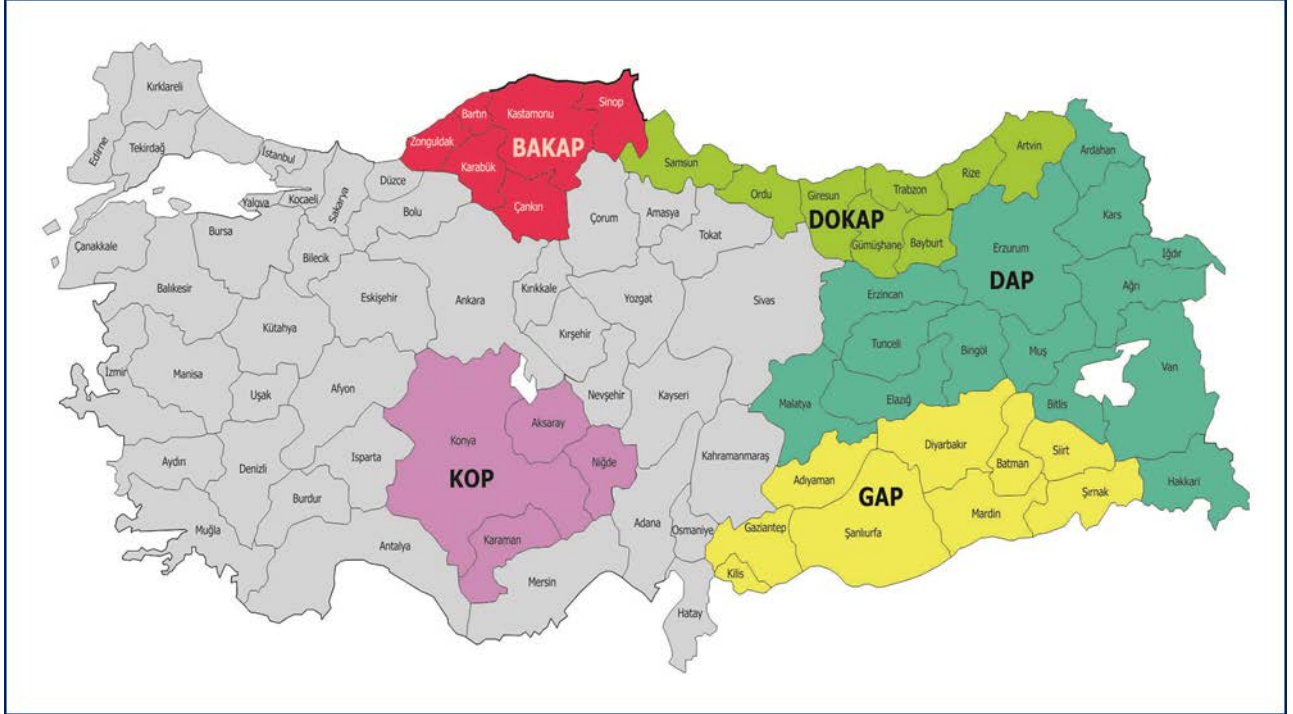 Kırklareli
Edirne
Tekirdağ
İstanbul
Yalova
Kocaeli
Sakarya
Düzce
Bolu
Zonguldak
Bartın
Karabük
Kastamonu
BAKAP
Çankırı
Sinop
Samsun
Ordu
Giresun
DOKAP
Gümüşhane
Trabzon
Bayburt
Rize
Artvin
Ardahan
Kars
Iğdır
Ağrı
Erzurum
DAP
Erzincan
Tunceli
Bingöl
Muş
Van
Bitlis
Elazığ
Malatya
Hakkari
Çanakkale
Bursa
Bilecik
Balıkesir
Eskişehir
Ankara
Kırıkkale
Çorum
Amasya
Tokat
Yozgat
Sivas
Kütahya
Kırşehir
İzmir
Manisa
Uşak
Afyon
Nevşehir
Kayseri
Konya
KOP
Aksaray
Niğde
Karaman
Aydın
Denizli
Isparta
Burdur
Muğla
Antalya
Mersin
Adana
Osmaniye
Kahramanmaraş
Hatay
Adıyaman
Diyarbakır
Batman
Siirt
Şırnak
Mardin
GAP
Şanlıurfa
Gaziantep
Kilis